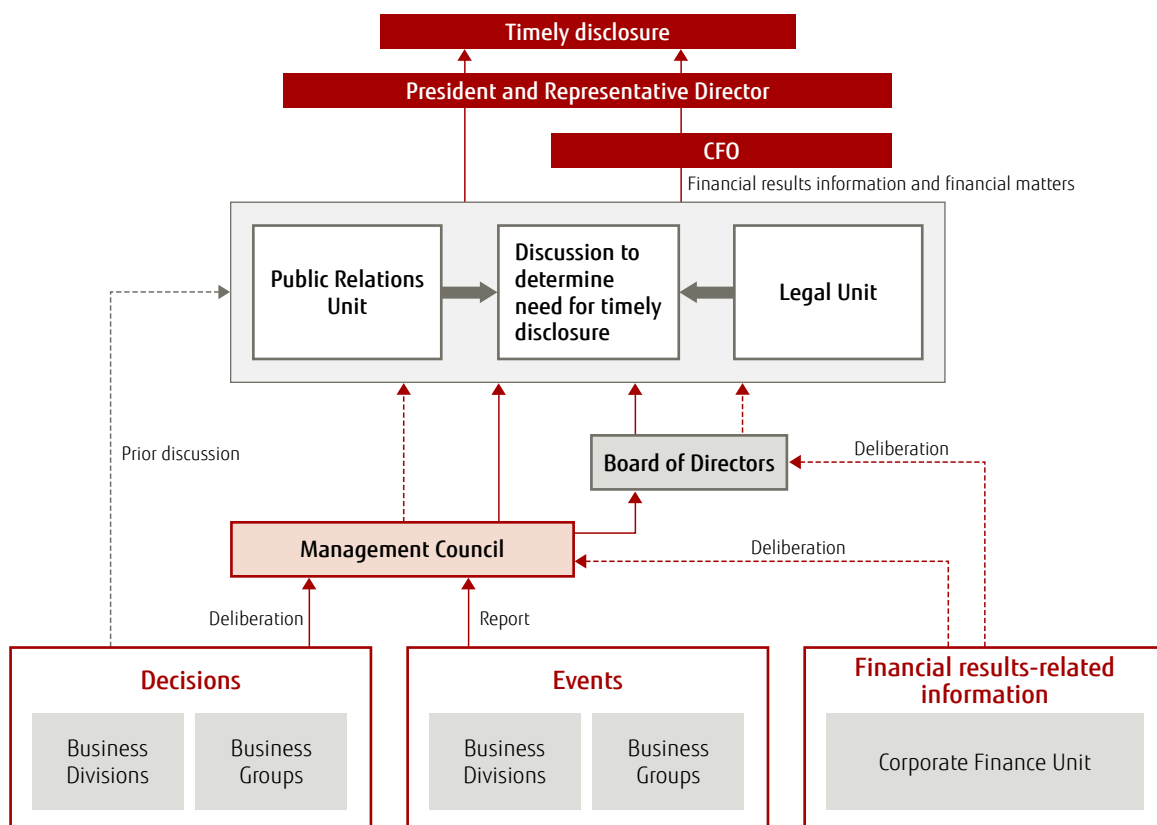 Timely disclosure
President and Representative Director
CFO
Financial results information and financial matters
Public Relations
Unit
Discussion to
determine
need for timely
disclosure
Legal Unit
Prior discussion
Board of Directors
Deliberation
Management Council
Deliberation
Deliberation
Report
Decisions
Business
Divisions
Business
Groups
Events
Business
Divisions
Business
Groups
Financial results-related
information
Corporate Finance Unit